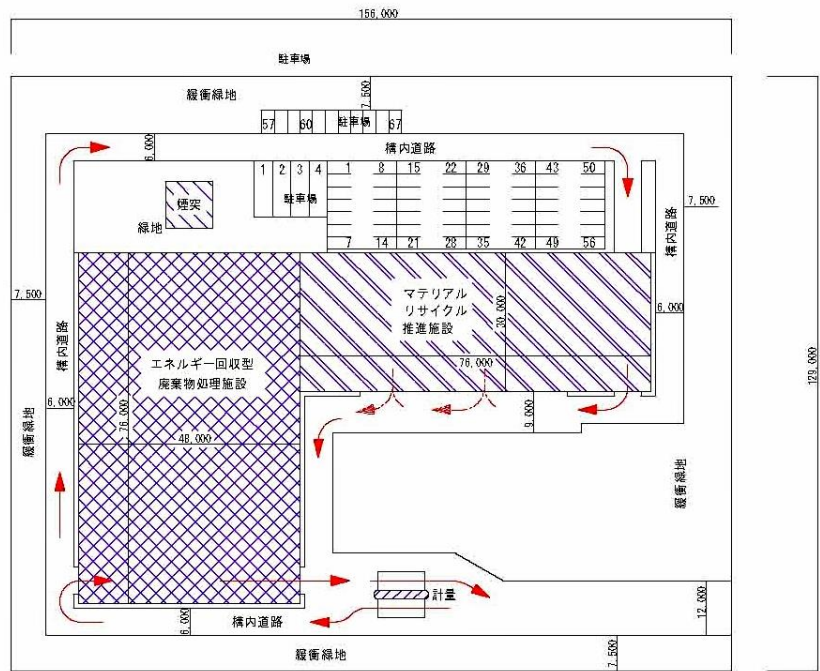 156,000
駐車場
緩衝緑地
7,500
57 60 駐車場 67
6,000
構内道路
1 2 3 4 1 8 15 22 29 36 43 50
煙突
駐車場
7,500
緑地
構内道路
7 14 21 28 35 42 49 56
7,500
マテリアル
リサイクル
推進施設
30,000
6,000
構内道路
エネルギー回収型
廃棄物処理施設
76,000
129,000
6,000
76,000
9,000
48,000
緩衝緑地
緩衝緑地
計量
12,000
6,000
構内道路
緩衝緑地
7,500